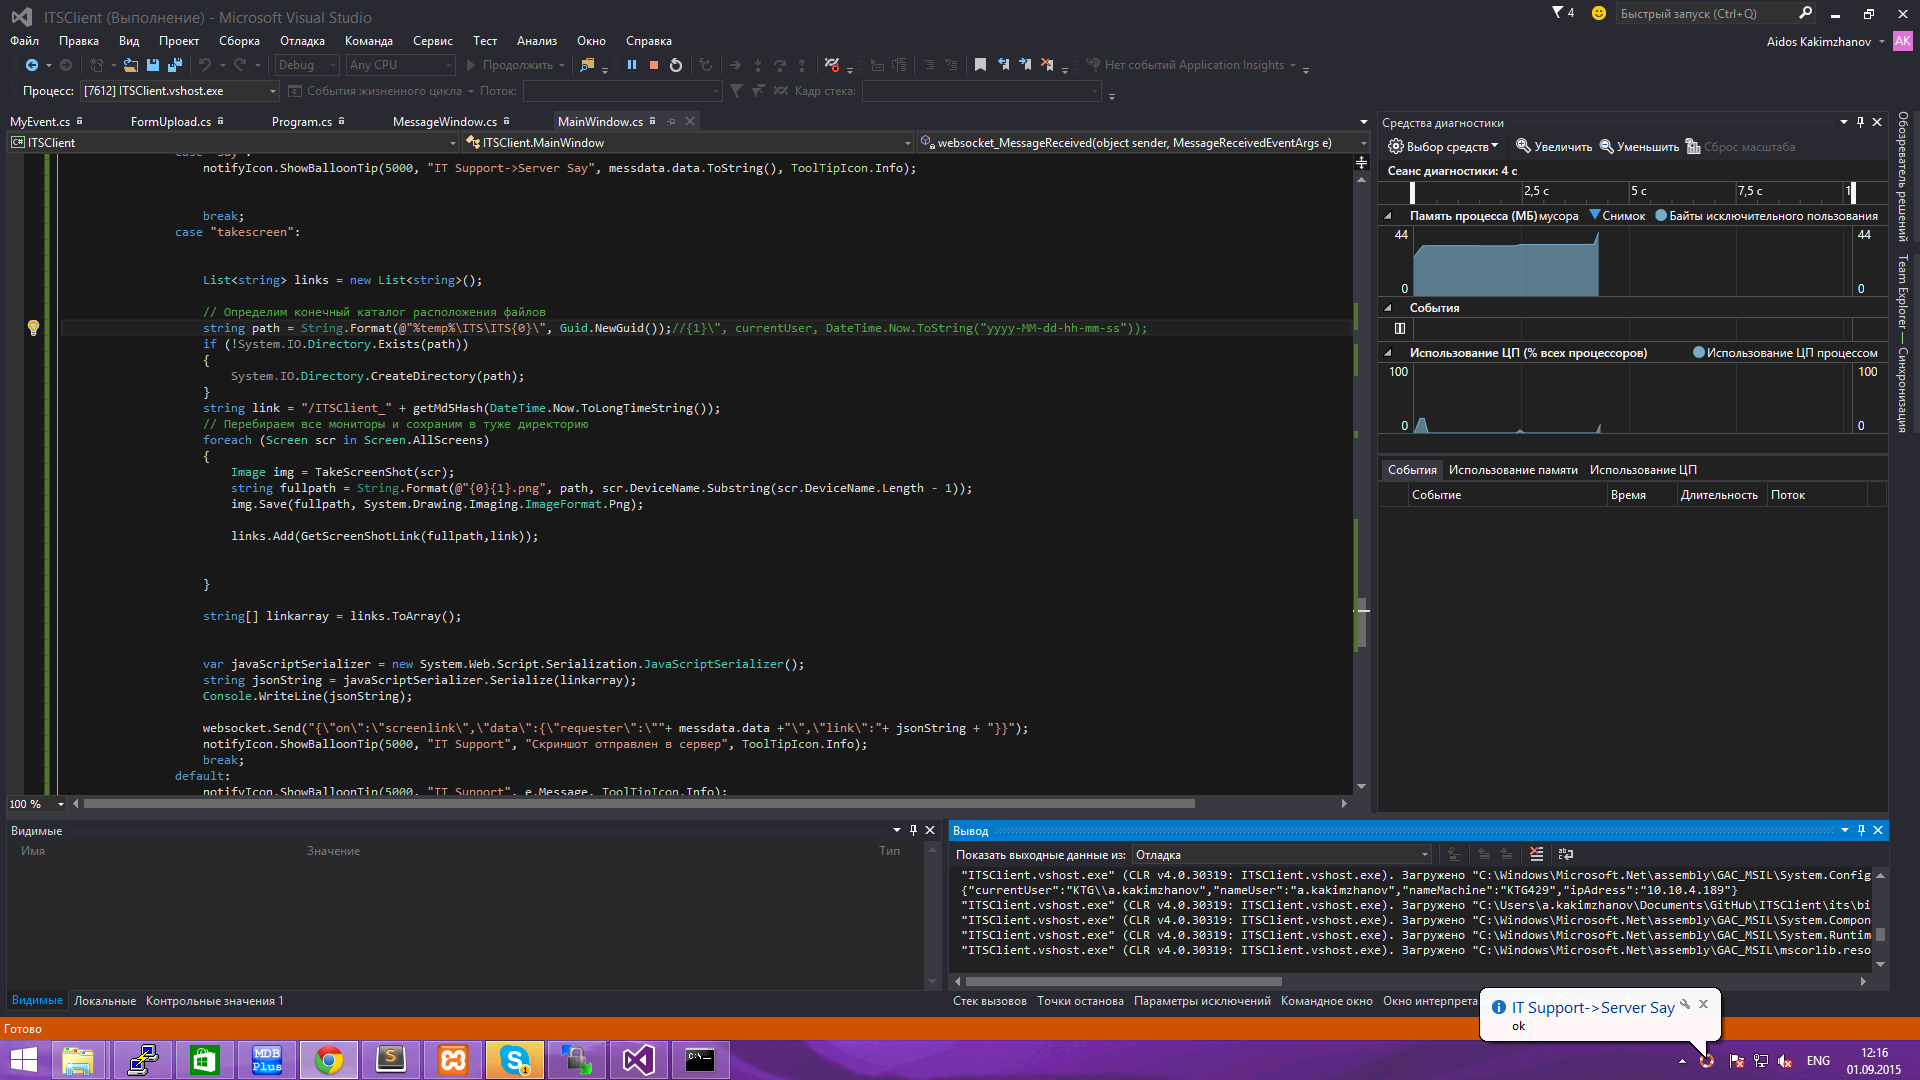 ITSClient (Выполнение) - Microsoft Visual Studio
4
Быстрый запуск (Ctrl+Q)
Файл Правка Вид Проект Сборка Отладка Команда Сервис Тест Анализ Окно Справка
Aidos Kakimzhanov AK
Debug Any CPU Продолжить Нет событий Application Insights
Процесс: [7612] ITSClient.vshost.exe События жизненного цикла Поток: Кадр стека:
MyEvent.cs FormUpload.cs Program.cs MessageWindow.cs MainWindow.cs
ITSClient ITSClient.MainWindow websocket_MessageReceived(object sender, MessageReceivedEventArgs e)
case "say":
notifyIcon.ShowBalloonTip(5000, "IT Support->Server Say", messdata.data.ToString(), ToolTipIcon.Info);
break;
case "takescreen":
List<string> links = new List<string>();
// Определим конечный каталог расположения файлов
string path = String.Format(@"%temp%\ITS\ITS{0}\", Guid.NewGuid());//{1}\", currentUser, DateTime.Now.ToString("yyyy-MM-dd-hh-mm-ss"));
if (!System.IO.Directory.Exists(path))
{
System.IO.Directory.CreateDirectory(path);
}
string link = "/ITSClient_" + getMd5Hash(DateTime.Now.ToLongTimeString());
// Перебираем все мониторы и сохраним в туже директорию
foreach (Screen scr in Screen.AllScreens)
{
Image img = TakeScreenShot(scr);
string fullpath = String.Format(@"{0}{1}.png", path, scr.DeviceName.Substring(scr.DeviceName.Length - 1));
img.Save(fullpath, System.Drawing.Imaging.ImageFormat.Png);
links.Add(GetScreenShotLink(fullpath,link));
}
string[] linkarray = links.ToArray();
var javaScriptSerializer = new System.Web.Script.Serialization.JavaScriptSerializer();
string jsonString = javaScriptSerializer.Serialize(linkarray);
Console.WriteLine(jsonString);
websocket.Send("{\"on\":\"screenlink\",\"data\":{\"requester\":\""+ messdata.data +"\",\"link\":"+ jsonString + "}}");
notifyIcon.ShowBalloonTip(5000, "IT Support", "Скриншот отправлен в сервер", ToolTipIcon.Info);
break;
default:
notifyIcon.ShowBalloonTip(5000, "IT Support", e.Message, ToolTipIcon.Info);
100 %
Средства диагностики
Выбор средств Увеличить Уменьшить Сброс масштаба
Сеанс диагностики: 4 с
2,5 с 5 с 7,5 с 1
Память процесса (МБ) мусора Снимок Байты исключительного пользования
44 44
0 0
События
Использование ЦП (% всех процессоров) Использование ЦП процессом
100 100
0 0
События Использование памяти Использование ЦП
Событие Время Длительность Поток
Обозреватель решений
Team Explorer — Синхронизация
Видимые
Имя Значение Тип
Видимые Локальные Контрольные значения 1
Вывод
Показать выходные данные из: Отладка
"ITSClient.vshost.exe" (CLR v4.0.30319: ITSClient.vshost.exe). Загружено "C:\Windows\Microsoft.Net\assembly\GAC_MSIL\System.Config
{"currentUser":"KTG\\a.kakimzhanov","nameUser":"a.kakimzhanov","nameMachine":"KTG429","ipAdress":"10.10.4.189"}
"ITSClient.vshost.exe" (CLR v4.0.30319: ITSClient.vshost.exe). Загружено "C:\Users\a.kakimzhanov\Documents\GitHub\ITSClient\its\bi
"ITSClient.vshost.exe" (CLR v4.0.30319: ITSClient.vshost.exe). Загружено "C:\Windows\Microsoft.Net\assembly\GAC_MSIL\System.Compon
"ITSClient.vshost.exe" (CLR v4.0.30319: ITSClient.vshost.exe). Загружено "C:\Windows\Microsoft.Net\assembly\GAC_MSIL\System.Runtim
"ITSClient.vshost.exe" (CLR v4.0.30319: ITSClient.vshost.exe). Загружено "C:\Windows\Microsoft.Net\assembly\GAC_MSIL\mscorlib.reso
Стек вызовов Точки останова Параметры исключений Командное окно Окно интерпрета
IT Support->Server Say
ok
Готово
MDB Plus
1
ENG
12:16
01.09.2015